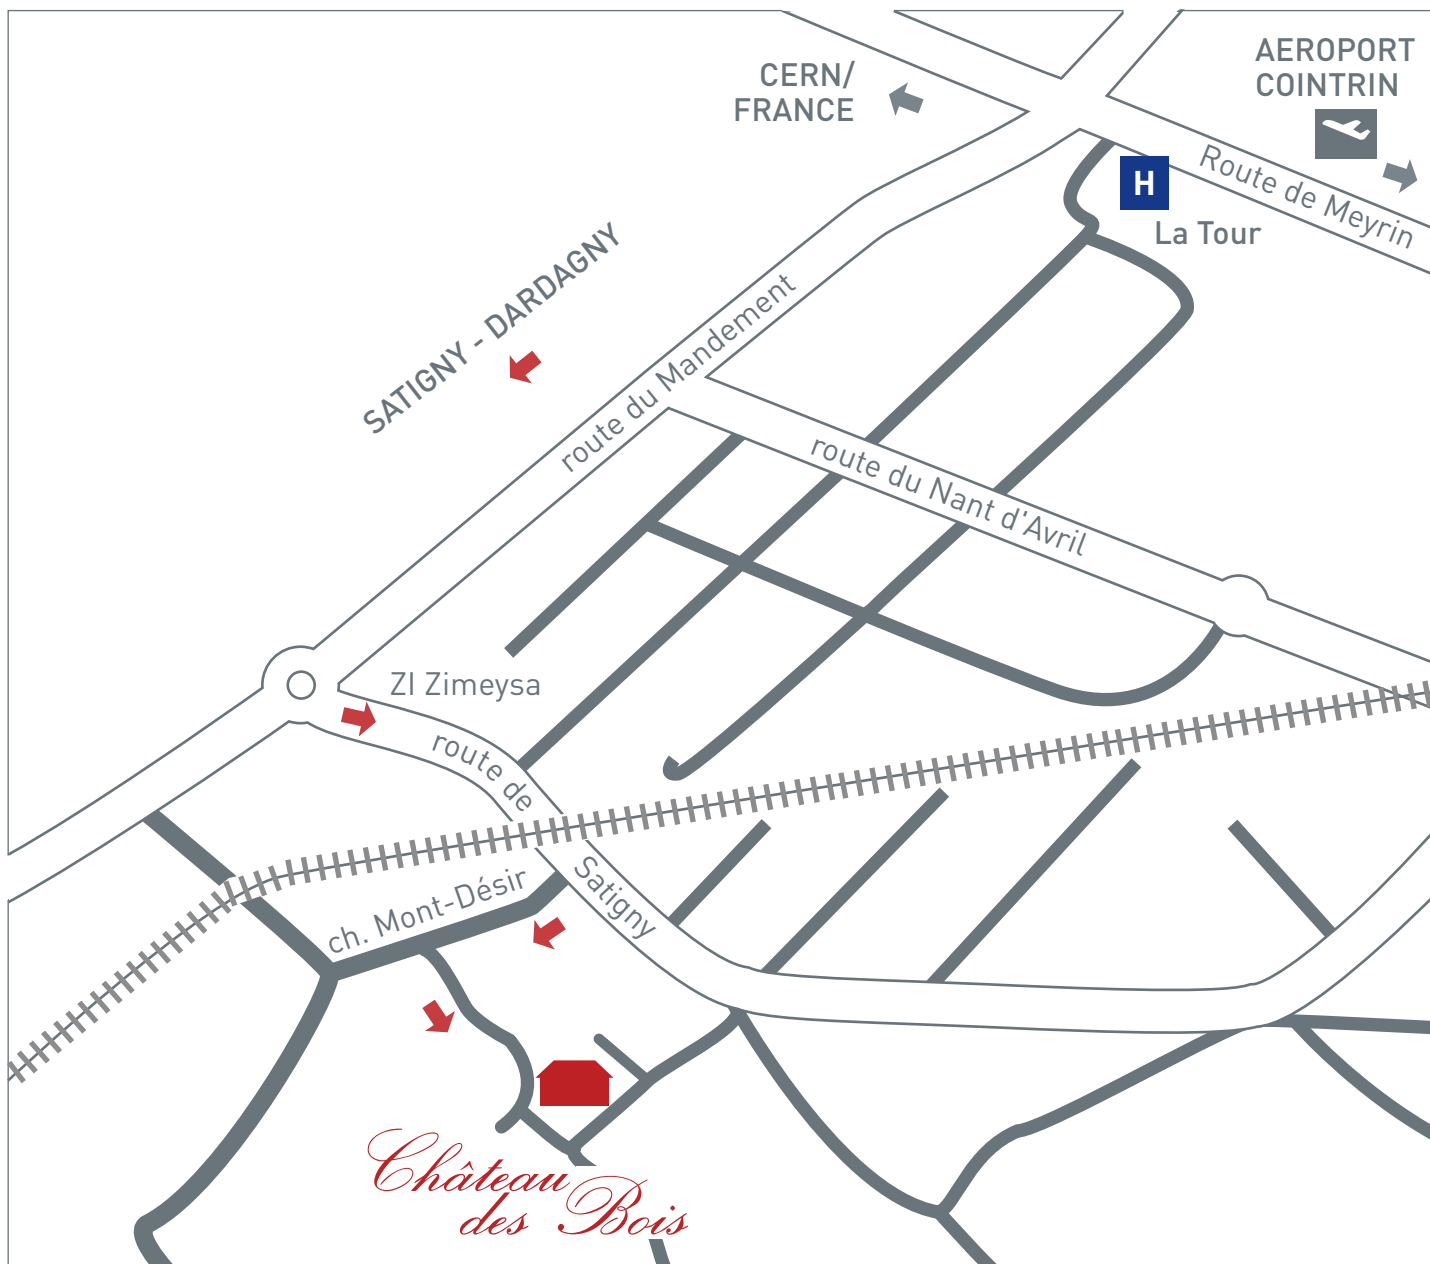 AEROPORT
COINTRIN
CERN/
FRANCE
H
La Tour
Route de Meyrin
SATIGNY - DARDAGNY
route du Mandement
route du Nant d'Avril
ZI Zimeysa
route de
Satigny
ch. Mont-Désir
Château
des Bois